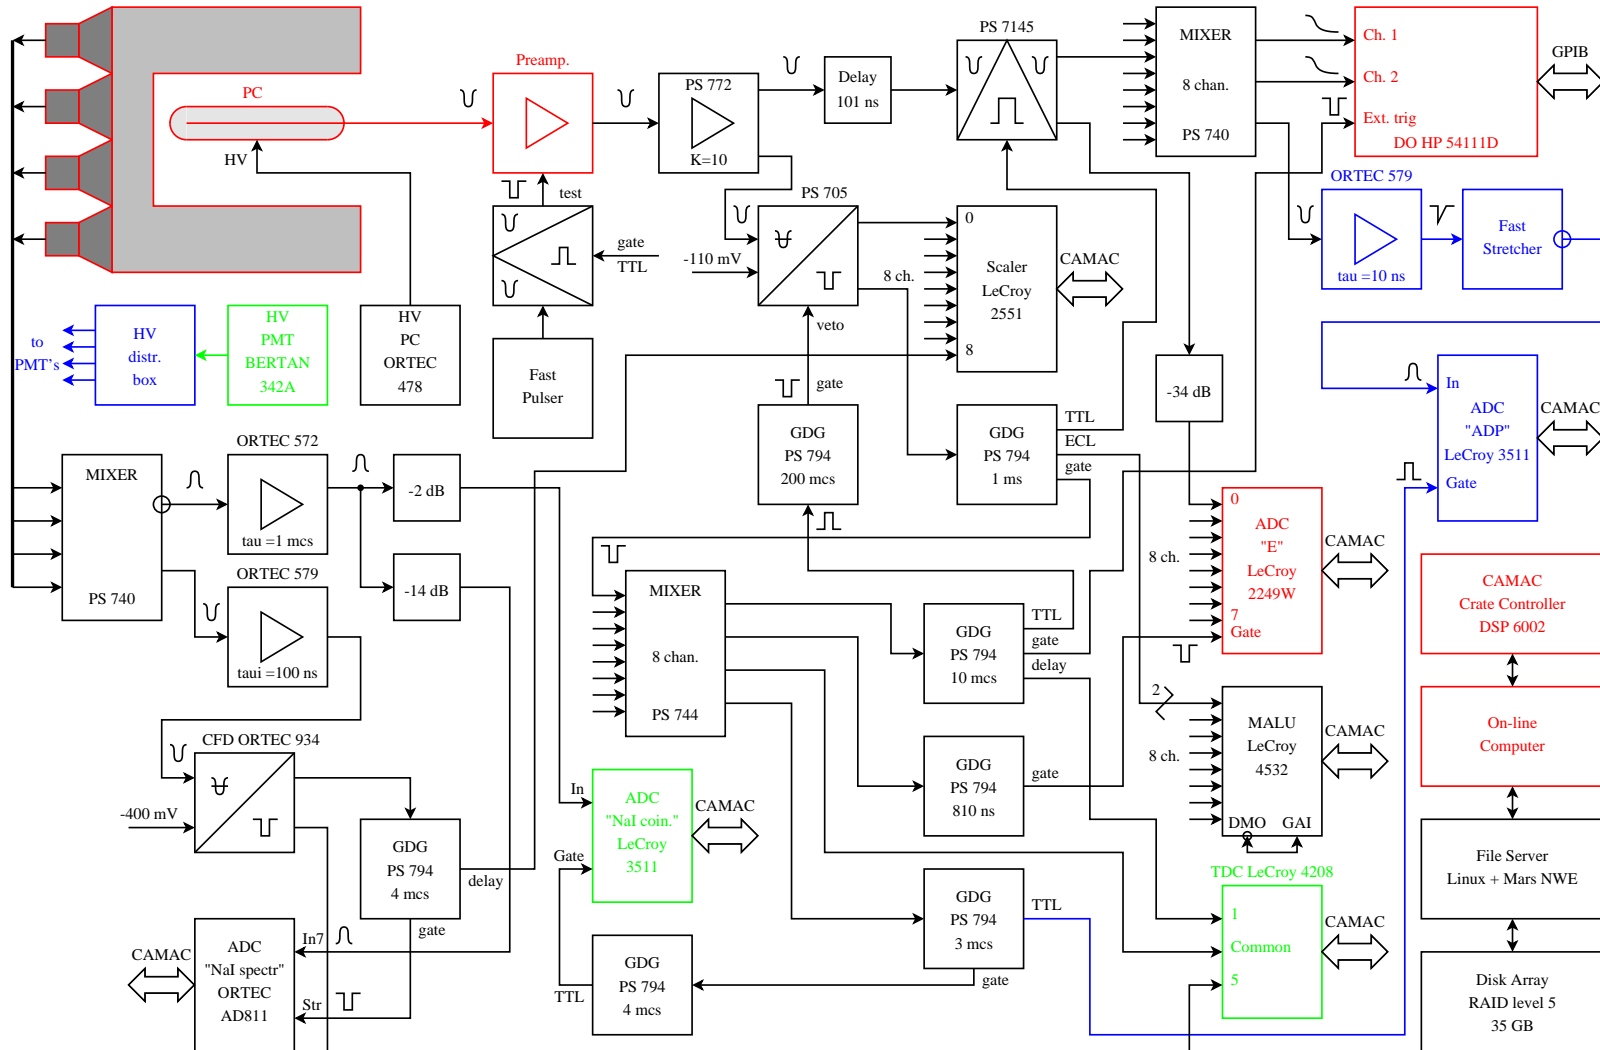 PC
HV
Preamp.
test
PS 772
K=10
Delay
101 ns
PS 7145
MIXER
8 chan.
PS 740
Ch. 1
Ch. 2
Ext. trig
DO HP 54111D
GPIB
ORTEC 579
tau =10 ns
Fast
Stretcher
gate
TTL
Fast
Pulser
PS 705
-110 mV
veto
gate
8 ch.
0
Scaler
LeCroy
2551
8
CAMAC
to
PMT's
HV
distr.
box
HV
PMT
BERTAN
342A
HV
PC
ORTEC
478
-34 dB
In
ADC
"ADP"
LeCroy 3511
Gate
CAMAC
GDG
PS 794
200 mcs
GDG
PS 794
1 ms
TTL
ECL
gate
MIXER
PS 740
ORTEC 572
tau =1 mcs
-2 dB
-14 dB
ORTEC 579
taui =100 ns
0
ADC
"E"
LeCroy
2249W
7
Gate
8 ch.
CAMAC
CAMAC
Crate Controller
DSP 6002
MIXER
8 chan.
PS 744
GDG
PS 794
10 mcs
TTL
gate
delay
2
MALU
LeCroy
4532
DMO GAI
8 ch.
CAMAC
On-line
Computer
CFD ORTEC 934
-400 mV
GDG
PS 794
4 mcs
delay
gate
In
Gate
ADC
"NaI coin."
LeCroy
3511
CAMAC
GDG
PS 794
810 ns
gate
File Server
Linux + Mars NWE
TDC LeCroy 4208
1
Common
5
CAMAC
GDG
PS 794
3 mcs
TTL
gate
GDG
PS 794
4 mcs
TTL
CAMAC
ADC
"NaI spectr"
ORTEC
AD811
In7
Str
Disk Array
RAID level 5
35 GB